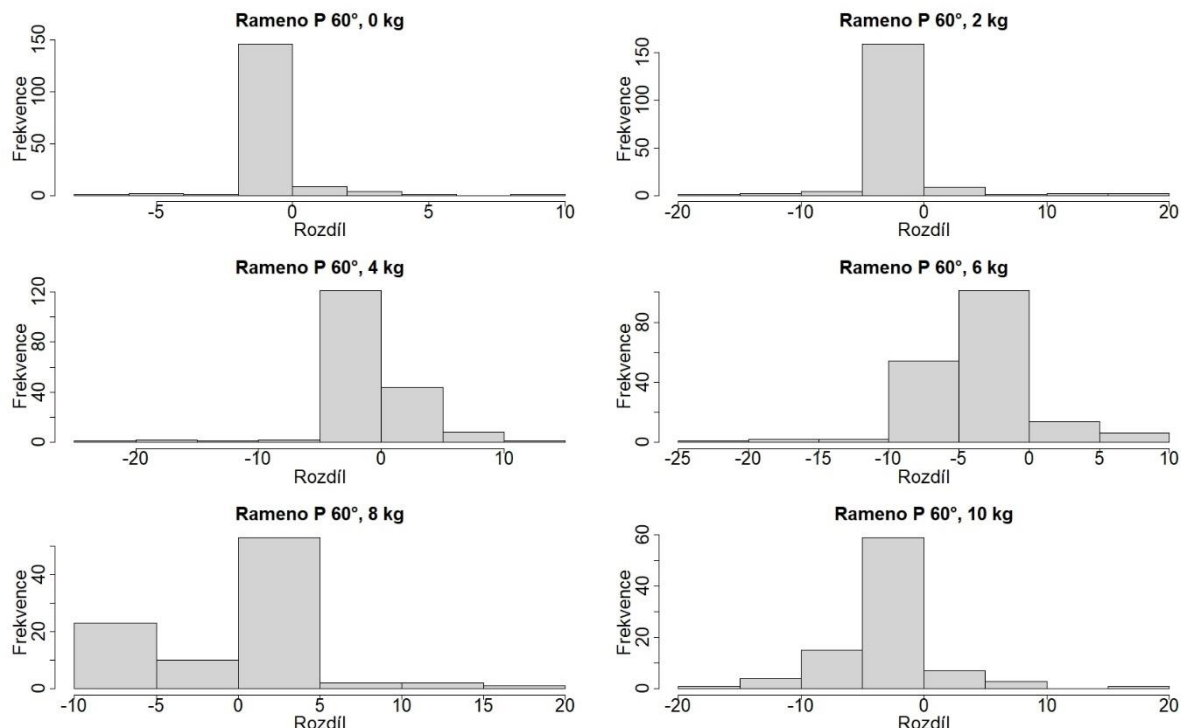 Rameno P 60°, 0 kg
Frekvence
0 50 100 150
-5 0 5 10
Rozdíl
Rameno P 60°, 2 kg
Frekvence
0 50 100 150
-20 -10 0 10 20
Rozdíl
Rameno P 60°, 4 kg
Frekvence
0 40 80 120
-20 -10 0 10
Rozdíl
Rameno P 60°, 6 kg
Frekvence
0 40 80
-25 -20 -15 -10 -5 0 5 10
Rozdíl
Rameno P 60°, 8 kg
Frekvence
0 20 40
-10 -5 0 5 10 15 20
Rozdíl
Rameno P 60°, 10 kg
Frekvence
0 20 40 60
-20 -10 0 10 20
Rozdíl